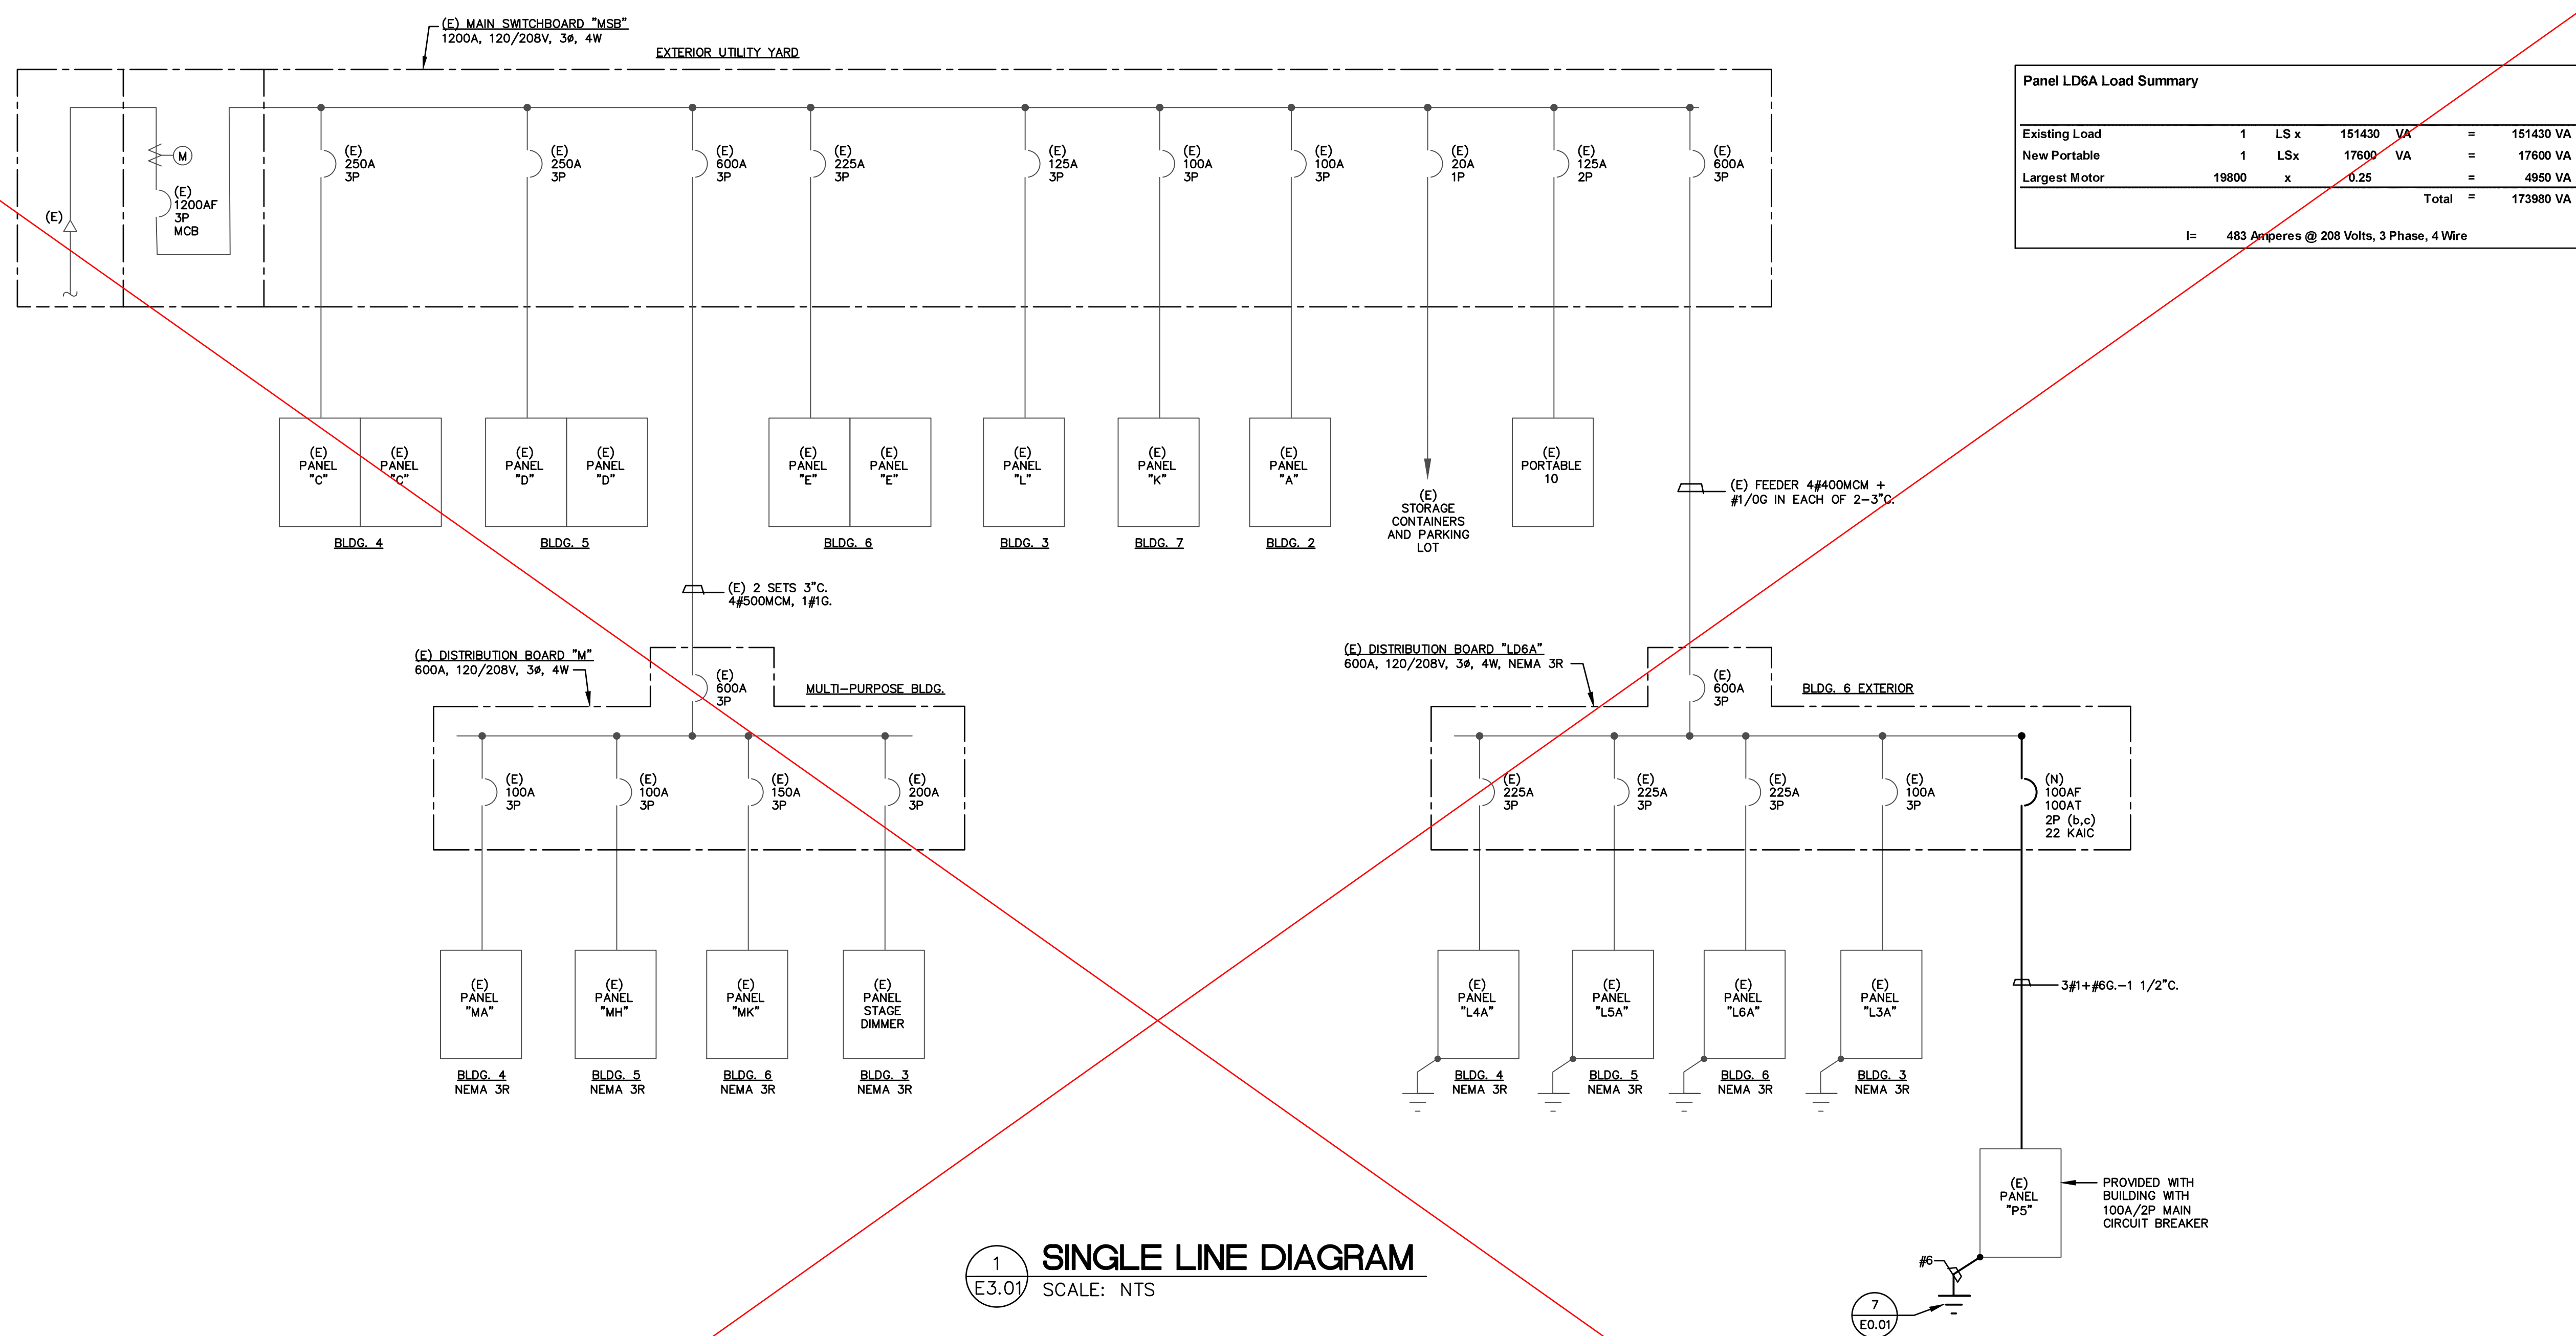 (E) MAIN SWITCHBOARD "MSB"
1200A, 120/208V, 3ø, 4W
EXTERIOR UTILITY YARD
(E)
M
(E)
1200AF
3P
MCB
(E)
250A
3P
(E)
250A
3P
(E)
600A
3P
(E)
225A
3P
(E)
125A
3P
(E)
100A
3P
(E)
100A
3P
(E)
20A
1P
(E)
125A
2P
(E)
600A
3P
Panel LD6A Load Summary
Existing Load 1 LS x 151430 VA = 151430 VA
New Portable 1 LSx 17600 VA = 17600 VA
Largest Motor 19800 x 0.25 = 4950 VA
Total = 173980 VA
I= 483 Amperes @ 208 Volts, 3 Phase, 4 Wire
(E)
PANEL
"C"
(E)
PANEL
"C"
BLDG. 4
(E)
PANEL
"D"
(E)
PANEL
"D"
BLDG. 5
(E)
PANEL
"E"
(E)
PANEL
"E"
BLDG. 6
(E)
PANEL
"L"
BLDG. 3
(E)
PANEL
"K"
BLDG. 7
(E)
PANEL
"A"
BLDG. 2
(E)
STORAGE
CONTAINERS
AND PARKING
LOT
(E)
PORTABLE
10
(E) FEEDER 4#400MCM +
#1/0G IN EACH OF 2-3"C.
(E) 2 SETS 3"C.
4#500MCM, 1#1G.
(E) DISTRIBUTION BOARD "M"
600A, 120/208V, 3ø, 4W
(E)
600A
3P
MULTI-PURPOSE BLDG.
(E)
100A
3P
(E)
100A
3P
(E)
150A
3P
(E)
200A
3P
(E)
PANEL
"MA"
BLDG. 4
NEMA 3R
(E)
PANEL
"MH"
BLDG. 5
NEMA 3R
(E)
PANEL
"MK"
BLDG. 6
NEMA 3R
(E)
PANEL
STAGE
DIMMER
BLDG. 3
NEMA 3R
(E) DISTRIBUTION BOARD "LD6A"
600A, 120/208V, 3ø, 4W, NEMA 3R
(E)
600A
3P
BLDG. 6 EXTERIOR
(E)
225A
3P
(E)
225A
3P
(E)
225A
3P
(E)
100A
3P
(N)
100AF
100AT
2P (b,c)
22 KAIC
(E)
PANEL
"L4A"
BLDG. 4
NEMA 3R
(E)
PANEL
"L5A"
BLDG. 5
NEMA 3R
(E)
PANEL
"L6A"
BLDG. 6
NEMA 3R
(E)
PANEL
"L3A"
BLDG. 3
NEMA 3R
3#1+#6G.-1 1/2"C.
(E)
PANEL
"P5"
PROVIDED WITH
BUILDING WITH
100A/2P MAIN
CIRCUIT BREAKER
#6
7
E0.01
1
E3.01
SINGLE LINE DIAGRAM
SCALE: NTS